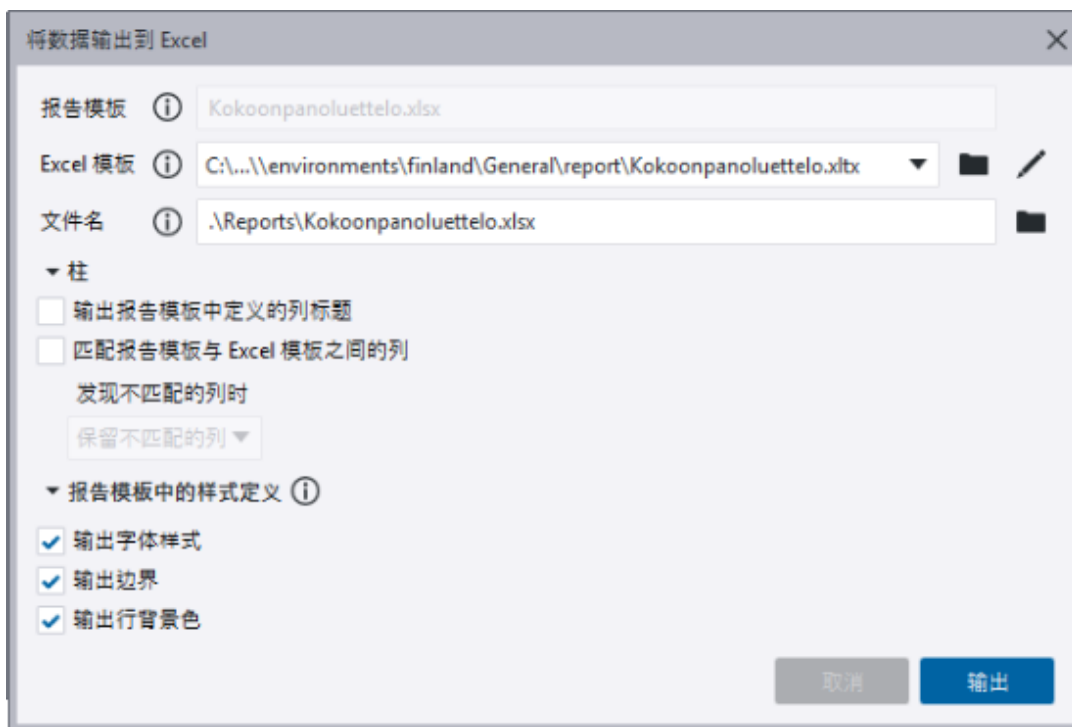 将数据输出到 Excel
报告模板 Kokoonpanoluettelo.xlsx
Excel 模板 C:\...\\environments\finland\General\report\Kokoonpanoluettelo.xltx
文件名 .\Reports\Kokoonpanoluettelo.xlsx
柱
输出报告模板中定义的列标题
匹配报告模板与 Excel 模板之间的列
发现不匹配的列时
保留不匹配的列
报告模板中的样式定义
输出字体样式
输出边界
输出行背景色
取消 输出